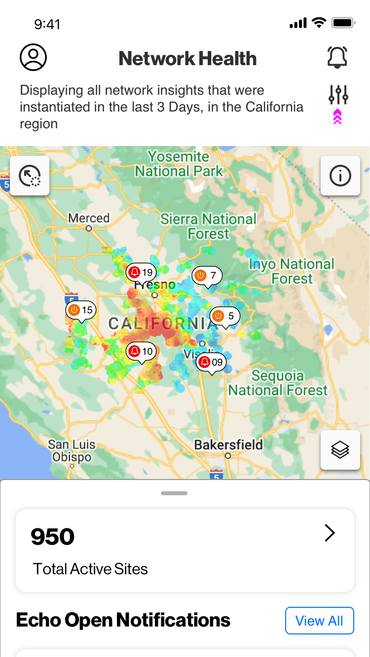 9:41
Network Health
Displaying all network insights that were
instantiated in the last 3 Days, in the California
region
Yosemite
National Park
5
Merced
Sierra National
Forest
Inyo National
Forest
19
7
Fresno
15
5
CALIFORNIA
10
09
Sequoia
National Forest
San Luis
Obispo
Bakersfield
5
950
Total Active Sites
Echo Open Notifications
View All